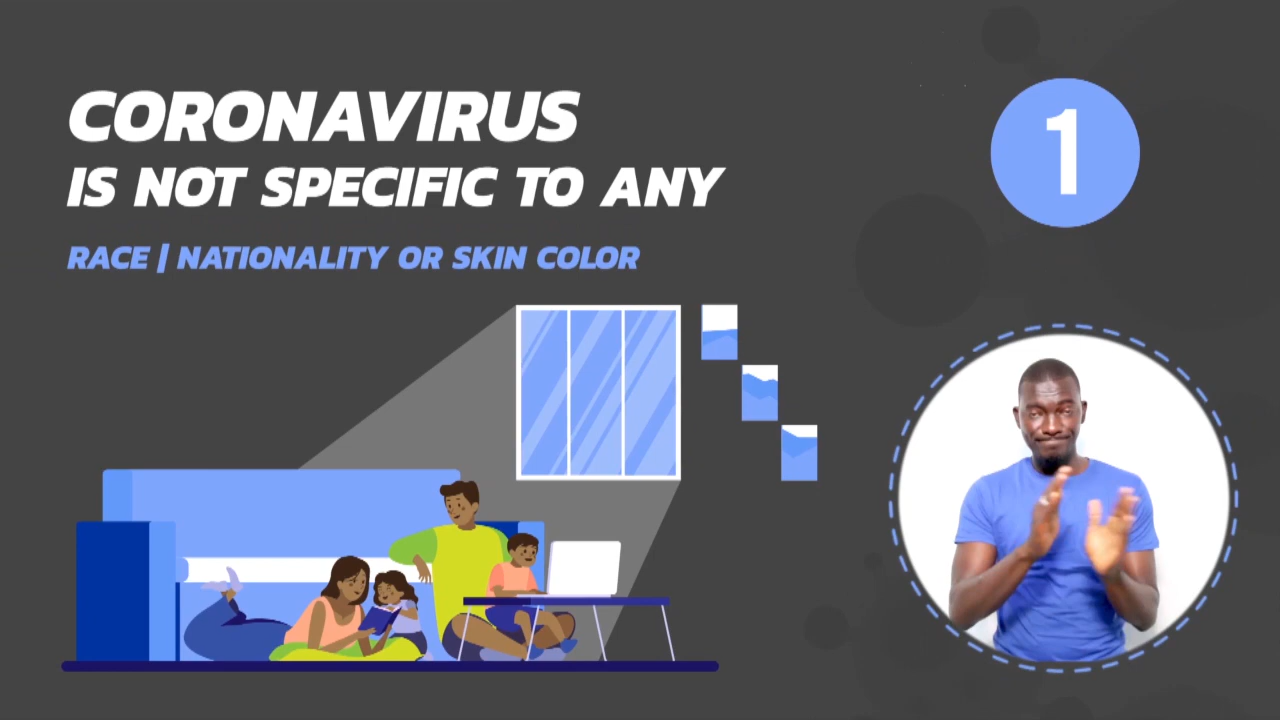 CORONAVIRUS
IS NOT SPECIFIC TO ANY
RACE | NATIONALITY OR SKIN COLOR
1